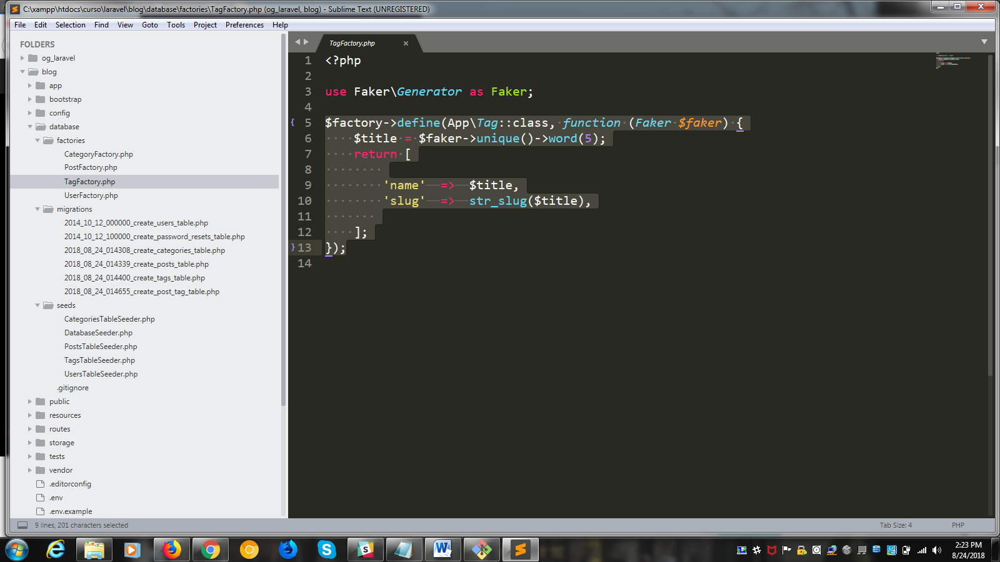 C:\xampp\htdocs\curso\laravel\blog\database\factories\TagFactory.php (og_laravel, blog) - Sublime Text (UNREGISTERED)
File Edit Selection Find View Goto Tools Project Preferences Help
FOLDERS
og_laravel
blog
app
bootstrap
config
database
factories
CategoryFactory.php
PostFactory.php
TagFactory.php
UserFactory.php
migrations
2014_10_12_000000_create_users_table.php
2014_10_12_100000_create_password_resets_table.php
2018_08_24_014308_create_categories_table.php
2018_08_24_014339_create_posts_table.php
2018_08_24_014400_create_tags_table.php
2018_08_24_014655_create_post_tag_table.php
seeds
CategoriesTableSeeder.php
DatabaseSeeder.php
PostsTableSeeder.php
TagsTableSeeder.php
UsersTableSeeder.php
.gitignore
public
resources
routes
storage
tests
vendor
.editorconfig
.env
.env.example
TagFactory.php
1 <?php
2
3 use Faker\Generator as Faker;
4
5 $factory->define(App\Tag::class, function (Faker $faker) {
6 $title = $faker->unique()->word(5);
7 return [
8
9 'name' => $title,
10 'slug' => str_slug($title),
11
12 ];
13 });
14
9 lines, 201 characters selected
Tab Size: 4
PHP
2:23 PM
8/24/2018